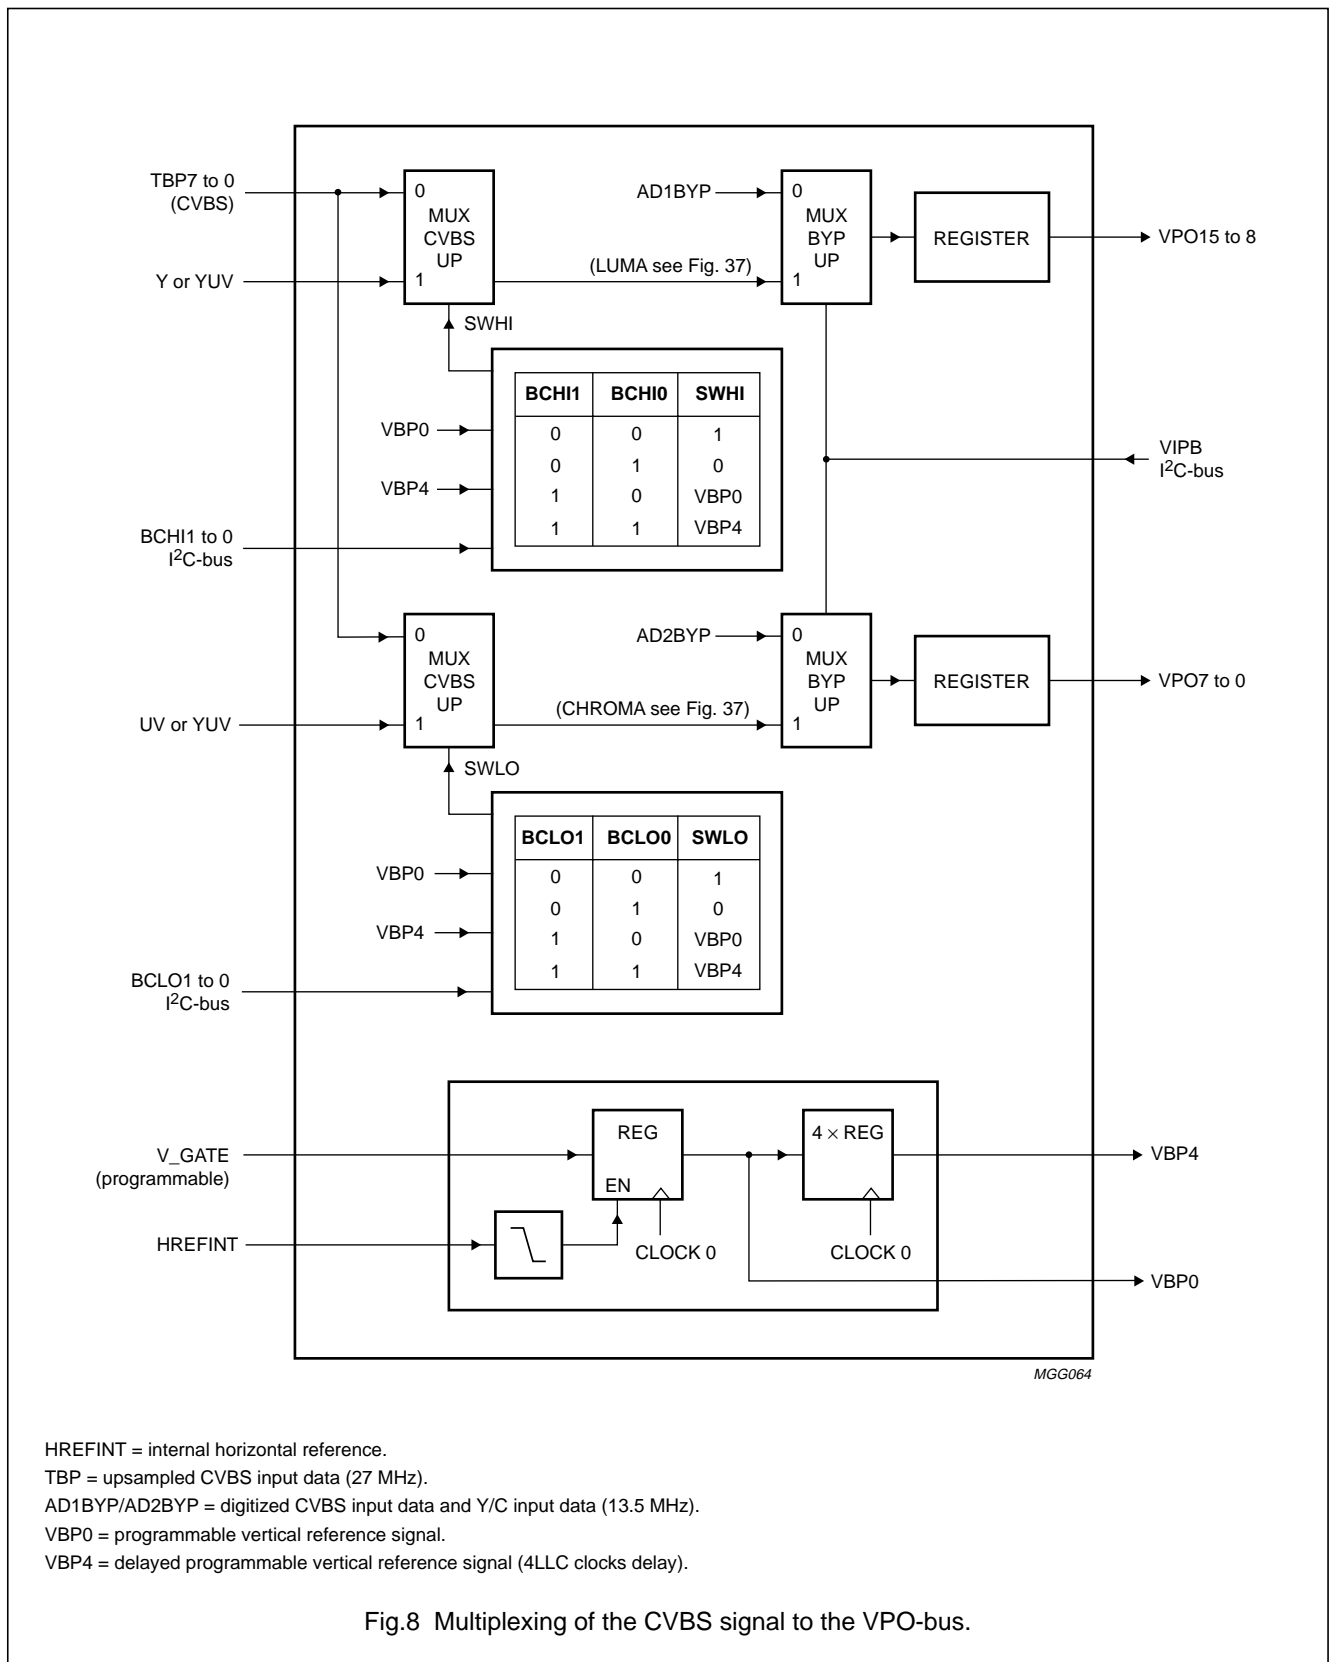 TBP7 to 0
(CVBS)
0
MUX
CVBS
UP
1
Y or YUV
AD1BYP
0
MUX
BYP
UP
1
(LUMA see Fig. 37)
REGISTER
VPO15 to 8
SWHI
BCHI1 BCHI0 SWHI
0 0 1
0 1 0
1 0 VBP0
1 1 VBP4
VBP0
VBP4
BCHI1 to 0
I2C-bus
VIPB
I2C-bus
0
MUX
CVBS
UP
1
UV or YUV
AD2BYP
0
MUX
BYP
UP
1
(CHROMA see Fig. 37)
REGISTER
VPO7 to 0
SWLO
BCLO1 BCLO0 SWLO
0 0 1
0 1 0
1 0 VBP0
1 1 VBP4
VBP0
VBP4
BCLO1 to 0
I2C-bus
V_GATE
(programmable)
REG
EN
4 × REG
VBP4
HREFINT
CLOCK 0
CLOCK 0
VBP0
MGG064
HREFINT = internal horizontal reference.
TBP = upsampled CVBS input data (27 MHz).
AD1BYP/AD2BYP = digitized CVBS input data and Y/C input data (13.5 MHz).
VBP0 = programmable vertical reference signal.
VBP4 = delayed programmable vertical reference signal (4LLC clocks delay).
Fig.8 Multiplexing of the CVBS signal to the VPO-bus.